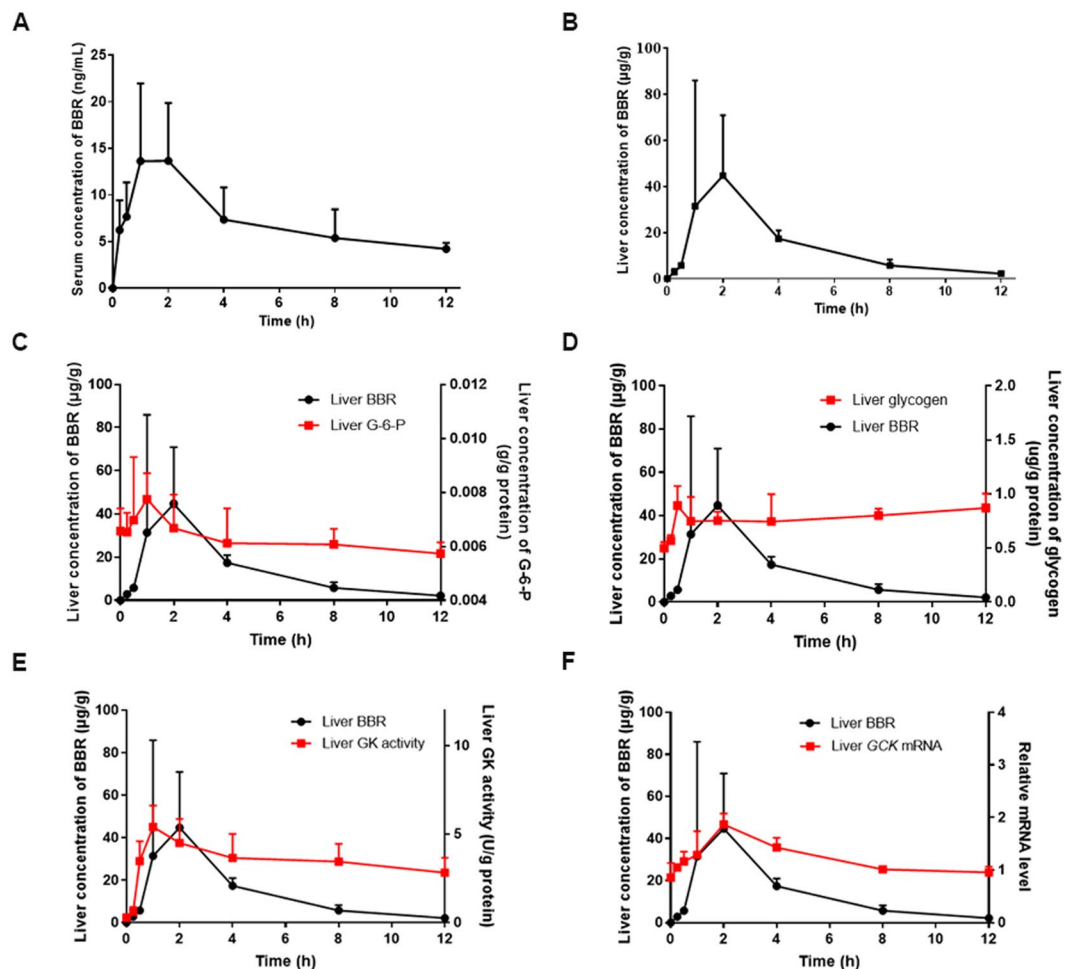 A
B
Serum concentration of BBR (ng/mL)
25
20
15
10
5
0
0 2 4 6 8 10 12
Time (h)
Liver concentration of BBR (µg/g)
100
80
60
40
20
0
0 2 4 6 8 10 12
Time (h)
C
D
Liver concentration of BBR (µg/g)
100
80
60
40
20
0
Liver BBR
Liver G-6-P
0.012
0.010
0.008
0.006
0.004
Liver concentration of G-6-P
(g/g protein)
0 2 4 6 8 10 12
Time (h)
Liver concentration of BBR (µg/g)
100
80
60
40
20
0
Liver glycogen
Liver BBR
2.0
1.5
1.0
0.5
0.0
Liver concentration of glycogen
(ug/g protein)
0 2 4 6 8 10 12
Time (h)
E
F
Liver concentration of BBR (µg/g)
100
80
60
40
20
0
Liver BBR
Liver GK activity
10
5
0
Liver GK activity (U/g protein)
0 2 4 6 8 10 12
Time (h)
Liver concentration of BBR (µg/g)
100
80
60
40
20
0
Liver BBR
Liver GCK mRNA
4
3
2
1
0
Relative mRNA level
0 2 4 6 8 10 12
Time (h)